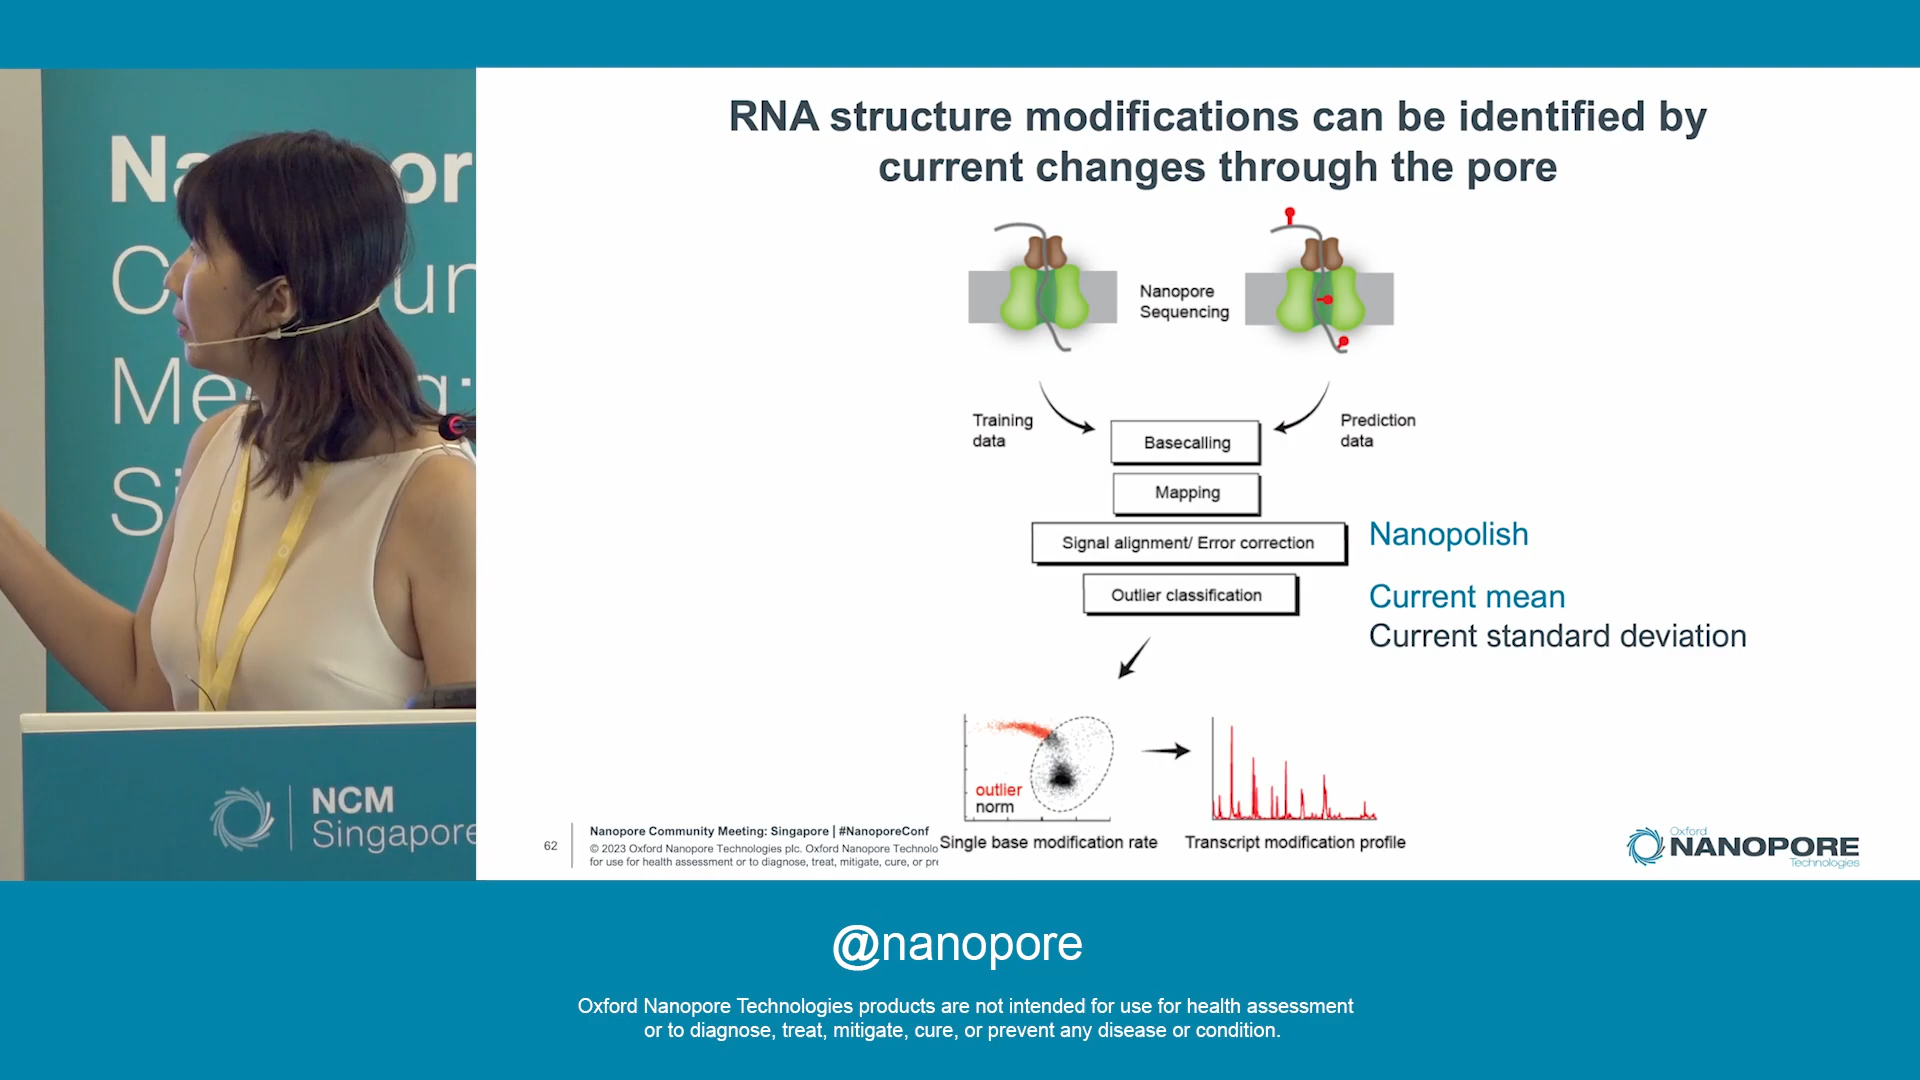 RNA structure modifications can be identified by
current changes through the pore
Nanopore
Sequencing
Training
data
Prediction
data
Basecalling
Mapping
Signal alignment/ Error correction
Nanopolish
Outlier classification
Current mean
Current standard deviation
outlier
norm
Single base modification rate
Transcript modification profile
62
Nanopore Community Meeting: Singapore | #NanoporeConf
© 2023 Oxford Nanopore Technologies plc. Oxford Nanopore Technolo
for use for health assessment or to diagnose, treat, mitigate, cure, or pre
Oxford
NANOPORE
Technologies
NCM
Singapore
@nanopore
Oxford Nanopore Technologies products are not intended for use for health assessment
or to diagnose, treat, mitigate, cure, or prevent any disease or condition.